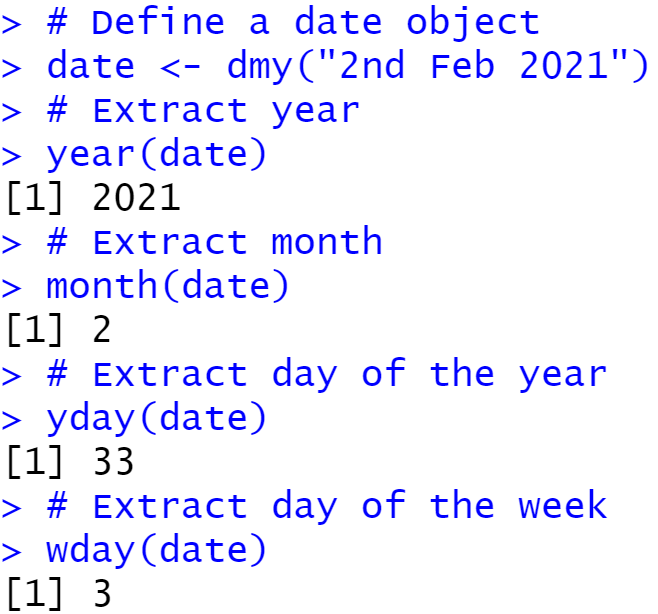 > # Define a date object
> date <- dmy("2nd Feb 2021")
> # Extract year
> year(date)
[1] 2021
> # Extract month
> month(date)
[1] 2
> # Extract day of the year
> yday(date)
[1] 33
> # Extract day of the week
> wday(date)
[1] 3